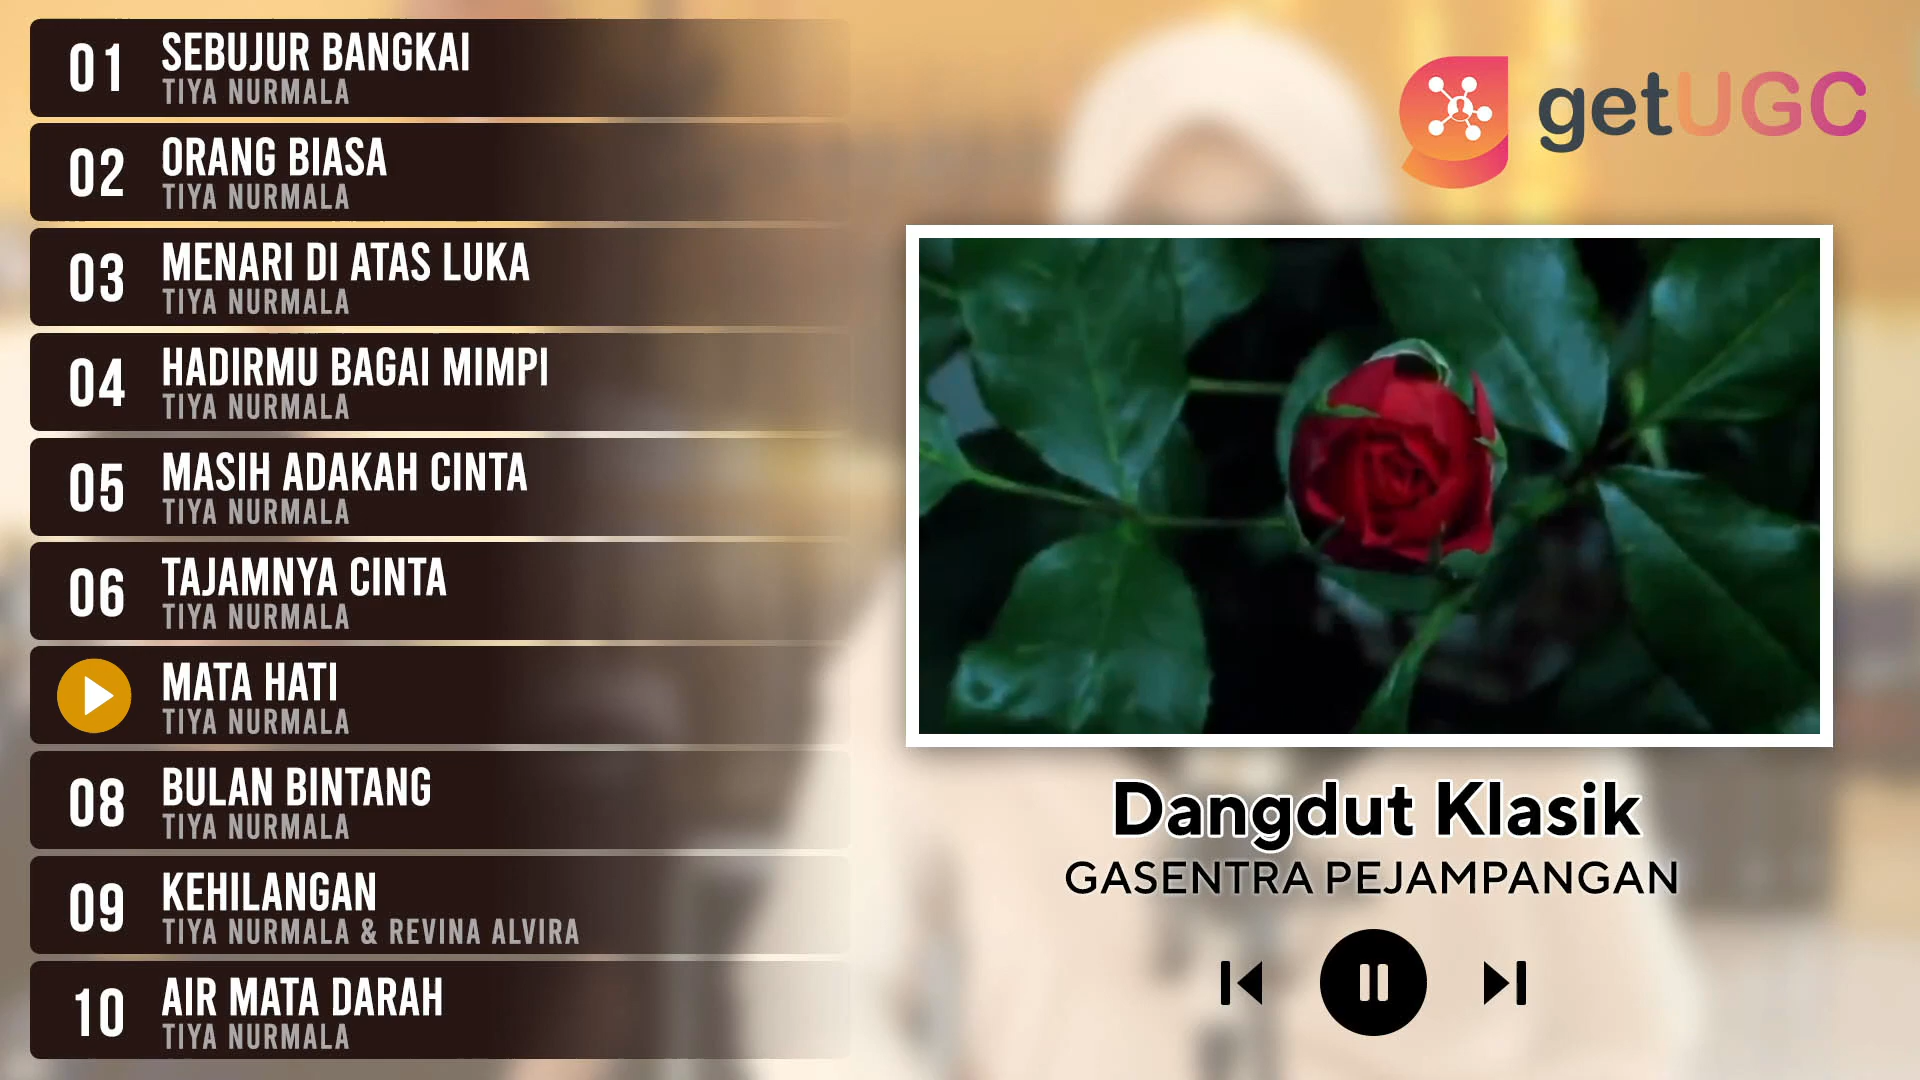 01
SEBUJUR BANGKAI
TIYA NURMALA
02
ORANG BIASA
TIYA NURMALA
03
MENARI DI ATAS LUKA
TIYA NURMALA
04
HADIRMU BAGAI MIMPI
TIYA NURMALA
05
MASIH ADAKAH CINTA
TIYA NURMALA
06
TAJAMNYA CINTA
TIYA NURMALA
MATA HATI
TIYA NURMALA
08
BULAN BINTANG
TIYA NURMALA
09
KEHILANGAN
TIYA NURMALA & REVINA ALVIRA
10
AIR MATA DARAH
TIYA NURMALA
getUGC
Dangdut Klasik
GASENTRA PEJAMPANGAN